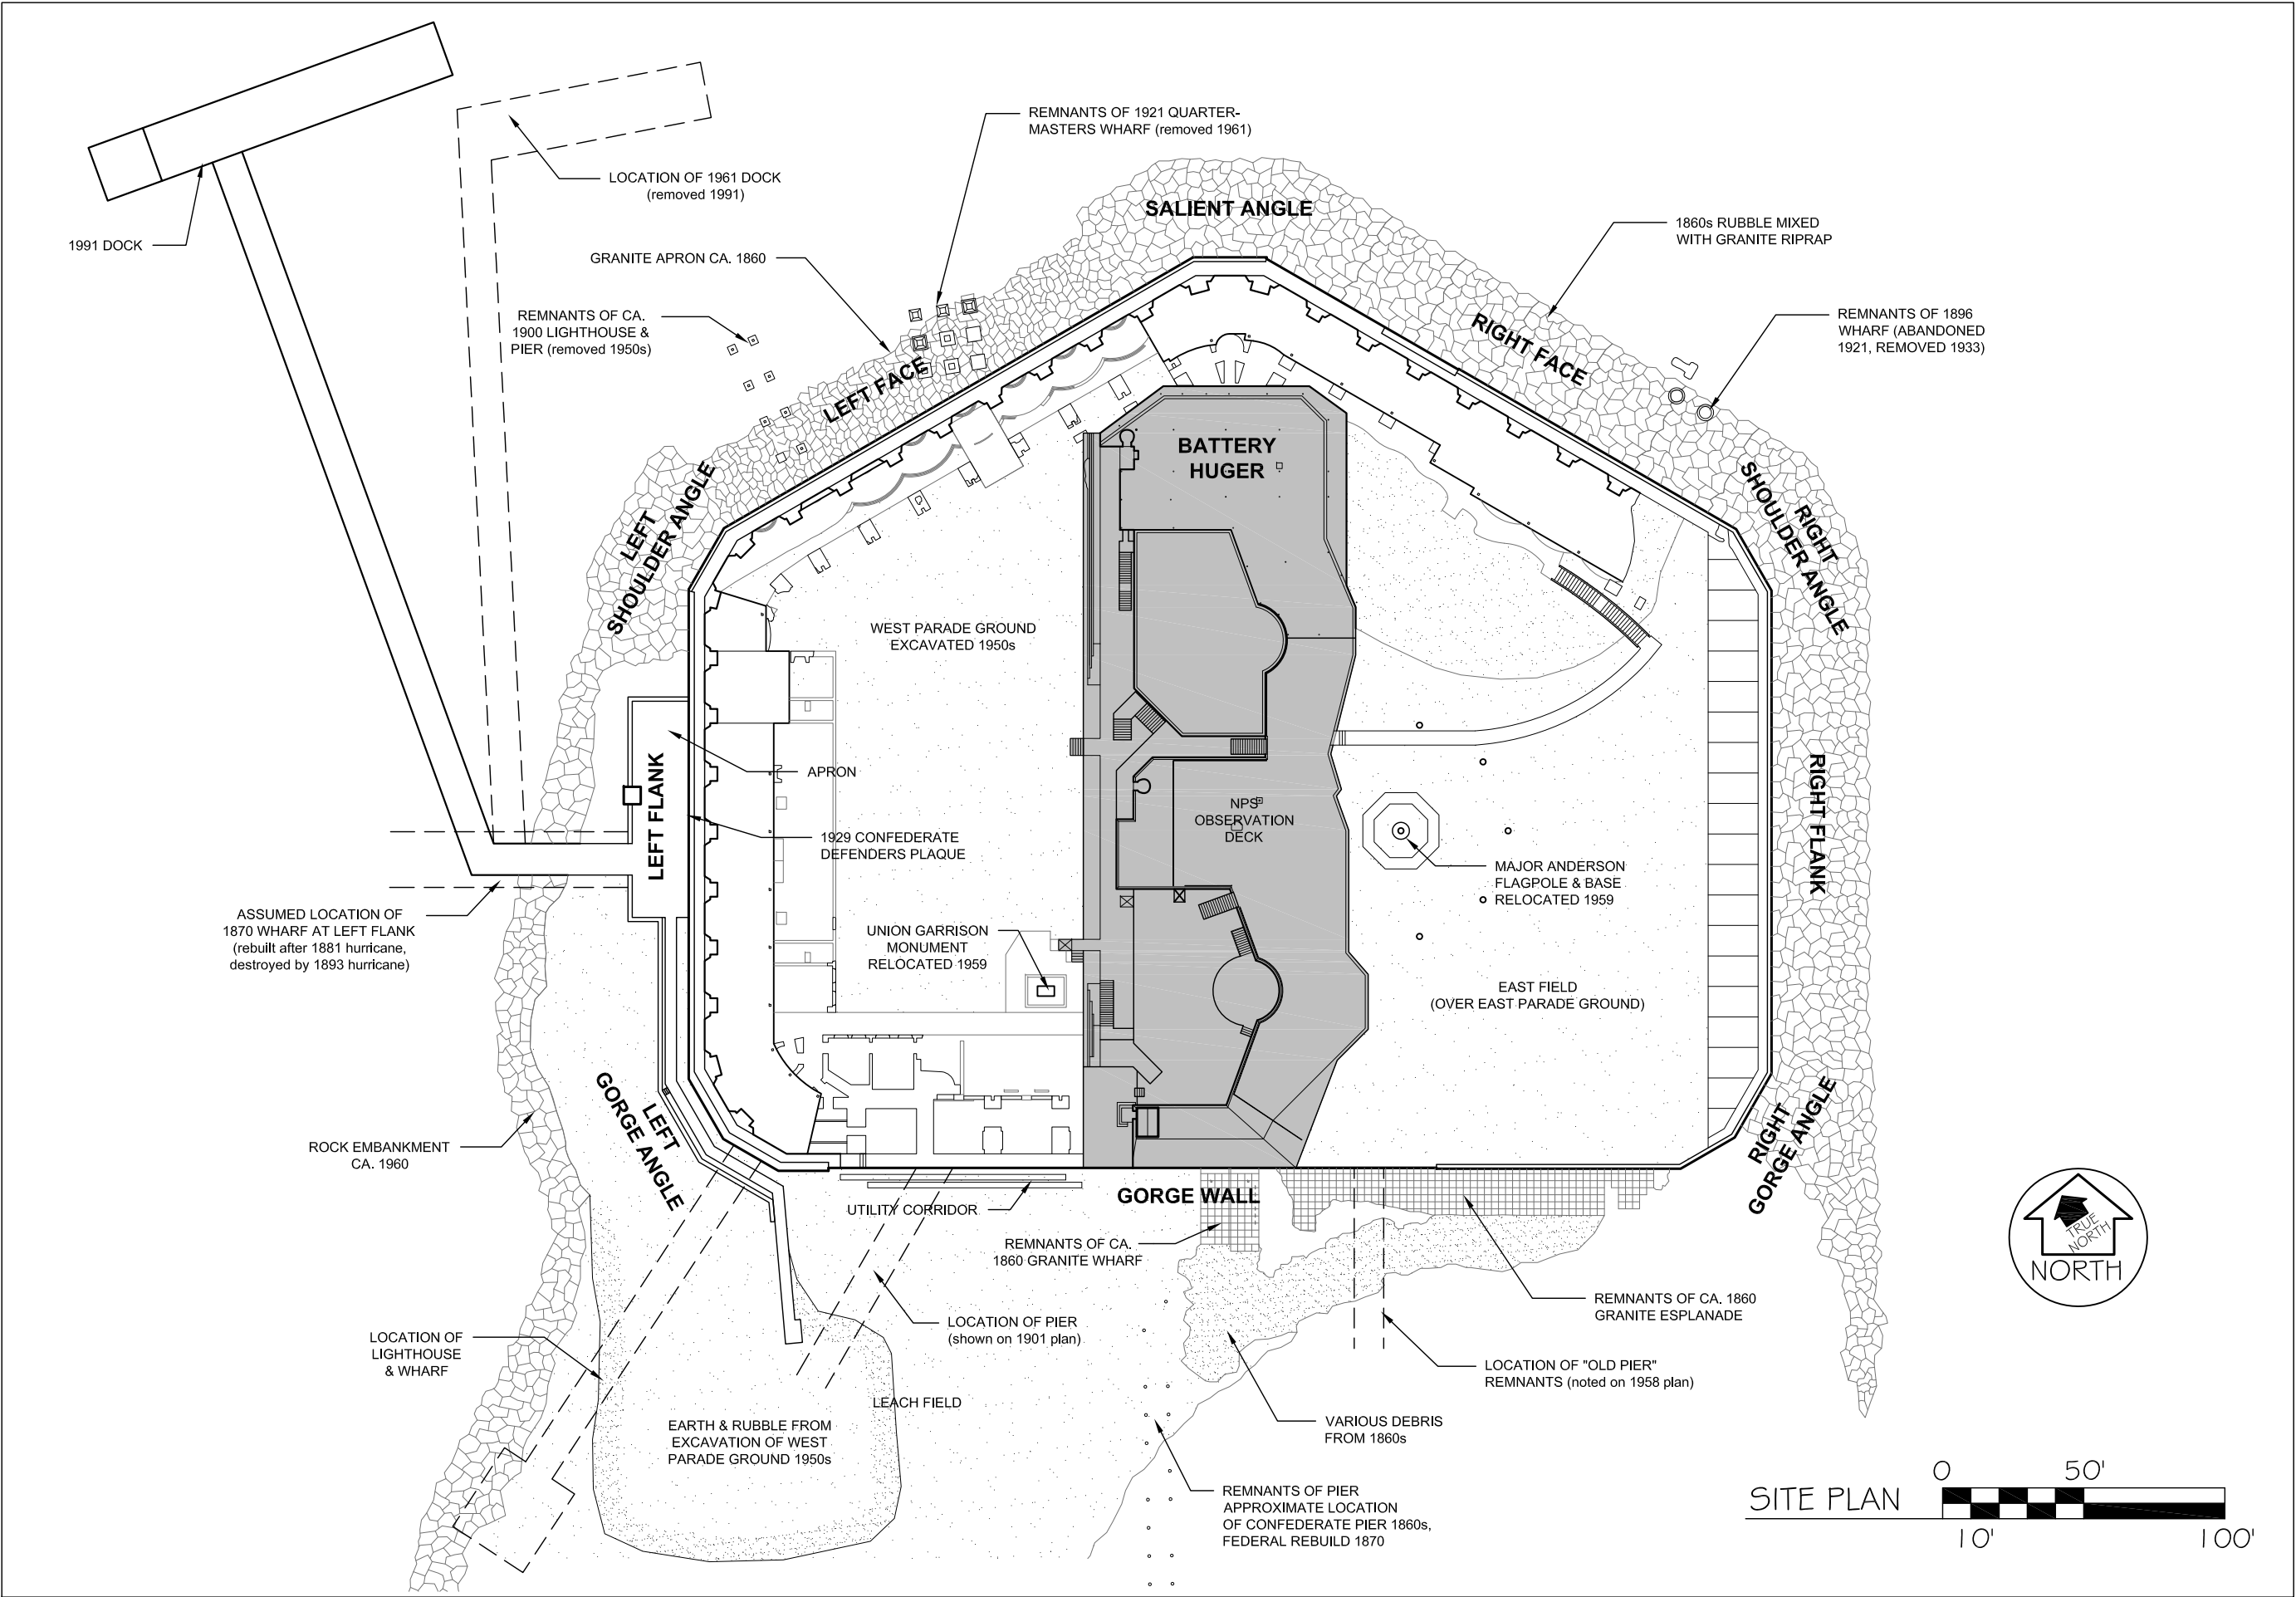 REMNANTS OF 1921 QUARTER-
MASTERS WHARF (removed 1961)
LOCATION OF 1961 DOCK
(removed 1991)
SALIENT ANGLE
1860s RUBBLE MIXED
WITH GRANITE RIPRAP
1991 DOCK
GRANITE APRON CA. 1860
REMNANTS OF CA.
1900 LIGHTHOUSE &
PIER (removed 1950s)
REMNANTS OF 1896
WHARF (ABANDONED
1921, REMOVED 1933)
RIGHT FACE
LEFT FACE
BATTERY
HUGER
LEFT
SHOULDER ANGLE
RIGHT
SHOULDER ANGLE
WEST PARADE GROUND
EXCAVATED 1950s
APRON
LEFT FLANK
RIGHT FLANK
NPS
OBSERVATION
DECK
1929 CONFEDERATE
DEFENDERS PLAQUE
MAJOR ANDERSON
FLAGPOLE & BASE
RELOCATED 1959
ASSUMED LOCATION OF
1870 WHARF AT LEFT FLANK
(rebuilt after 1881 hurricane,
destroyed by 1893 hurricane)
UNION GARRISON
MONUMENT
RELOCATED 1959
EAST FIELD
(OVER EAST PARADE GROUND)
LEFT
GORGE ANGLE
RIGHT
GORGE ANGLE
ROCK EMBANKMENT
CA. 1960
GORGE WALL
UTILITY CORRIDOR
REMNANTS OF CA.
1860 GRANITE WHARF
TRUE
NORTH
NORTH
REMNANTS OF CA. 1860
GRANITE ESPLANADE
LOCATION OF PIER
(shown on 1901 plan)
LOCATION OF
LIGHTHOUSE
& WHARF
LOCATION OF "OLD PIER"
REMNANTS (noted on 1958 plan)
LEACH FIELD
EARTH & RUBBLE FROM
EXCAVATION OF WEST
PARADE GROUND 1950s
VARIOUS DEBRIS
FROM 1860s
REMNANTS OF PIER
APPROXIMATE LOCATION
OF CONFEDERATE PIER 1860s,
FEDERAL REBUILD 1870
SITE PLAN
0 50'
10' 100'